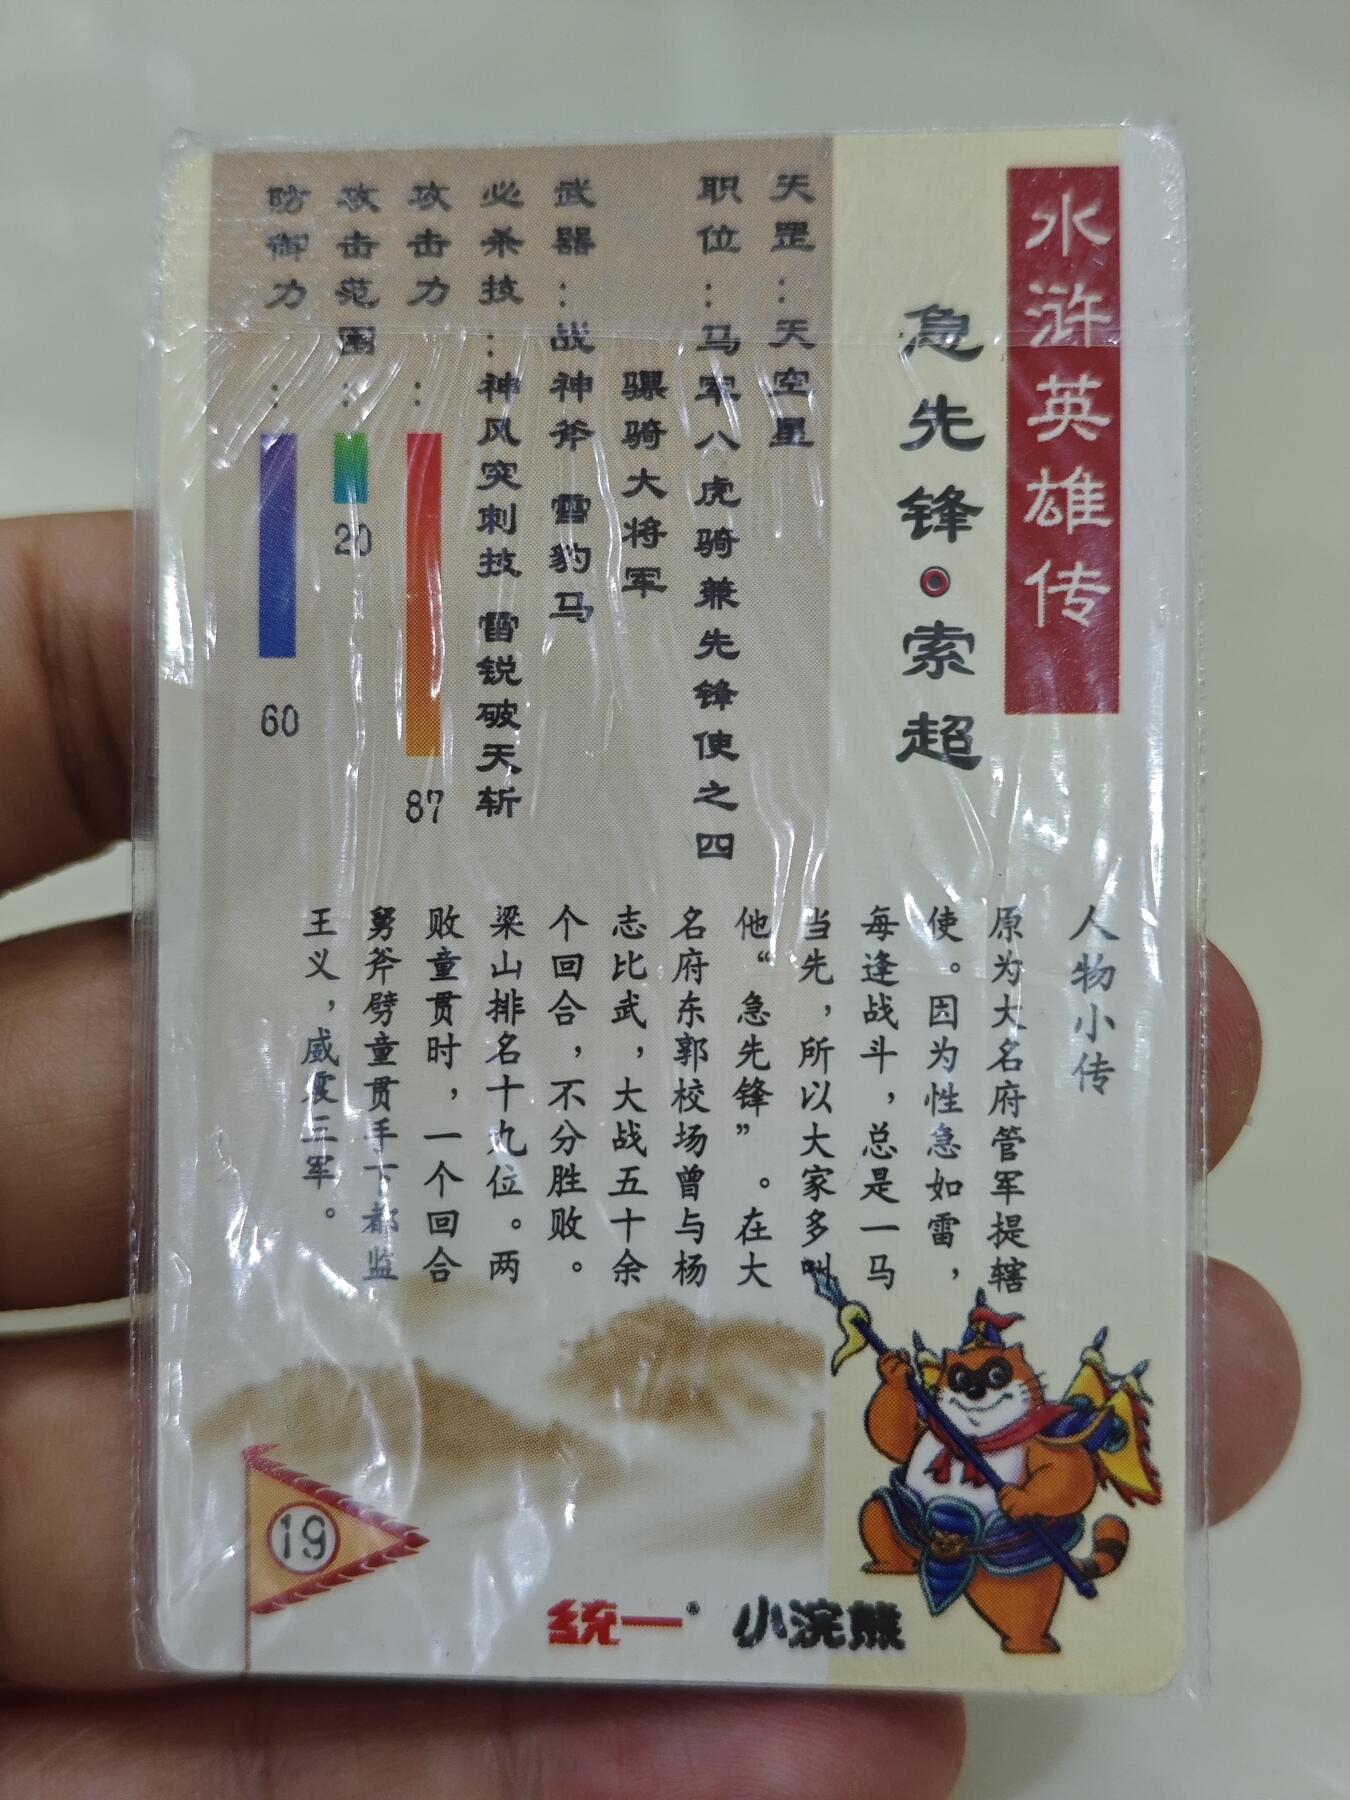 水浒英雄传
急先锋·索超
天罡：天空星
职位：马军八虎骑兼先锋使之四
骠骑大将军
武器：战神斧 雪豹马
必杀技：神风突刺技 雷锐破天斩
攻击力：87
攻击范围：20
防御力：60
人物小传
原为大名府管军提辖
使。因为性急如雷，
每逢战斗，总是一马
当先，所以大家多叫
他“急先锋”。在大
名府东郭校场曾与杨
志比武，大战五十余
个回合，不分胜败。
梁山排名十九位。两
败童贯时，一个回合
舅斧劈童贯手下都监
王义，威震三军。
19
统一® 小浣熊